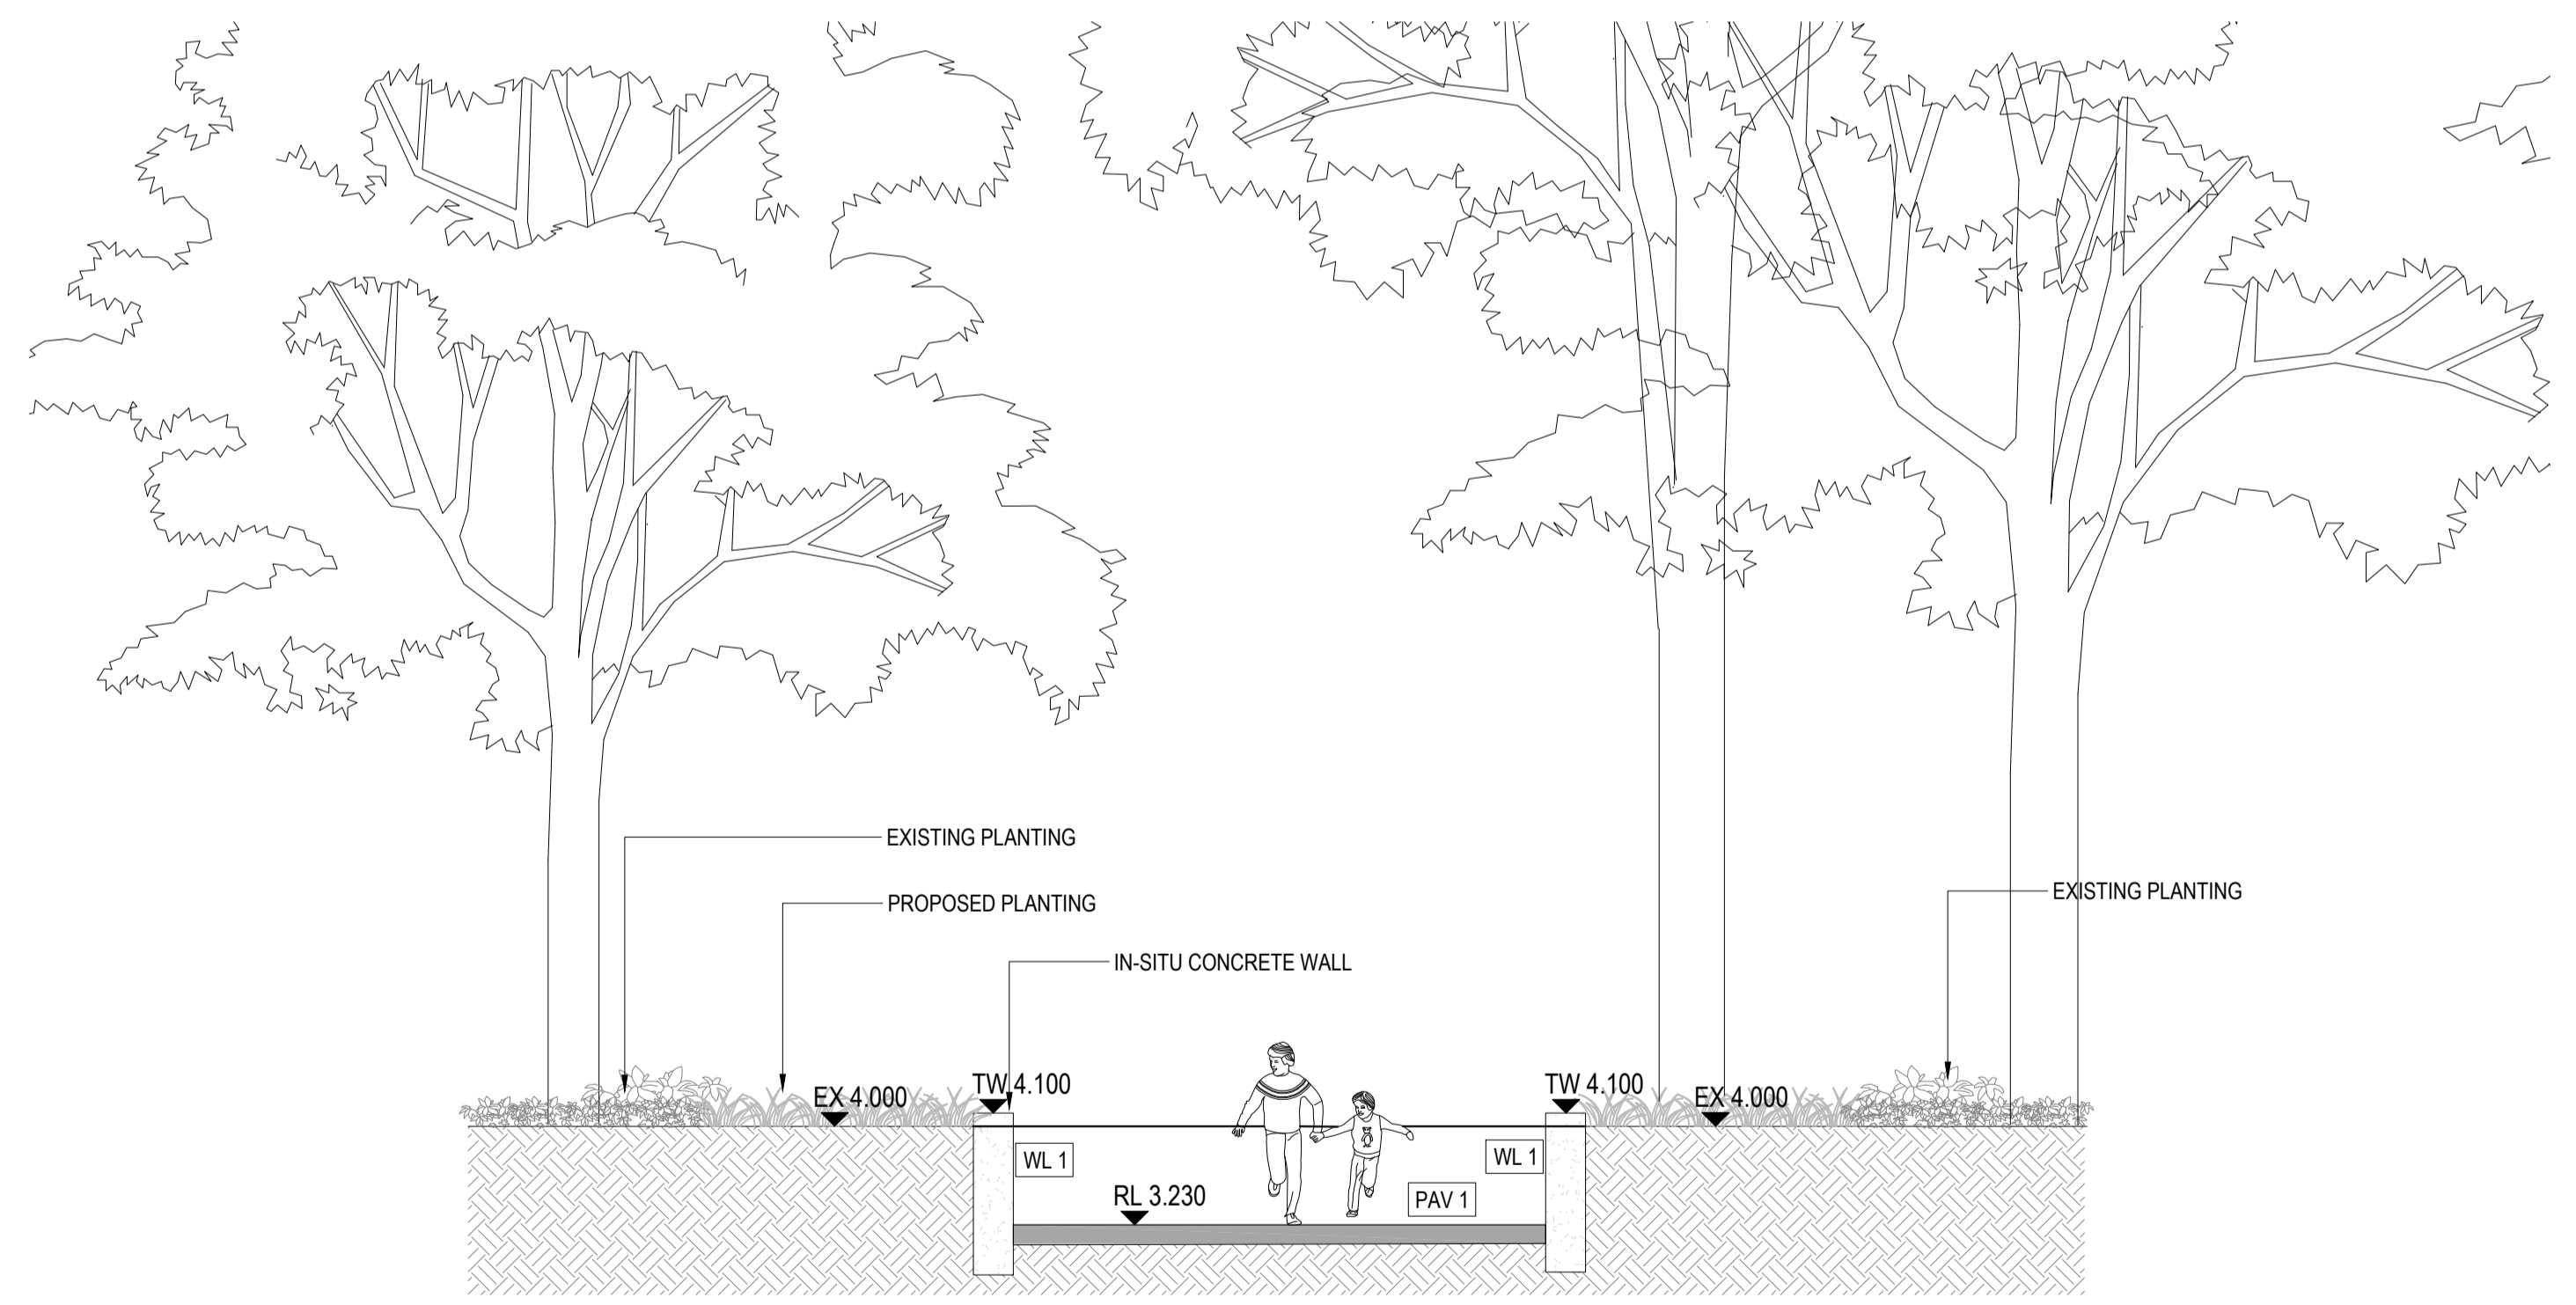 EXISTING PLANTING
EXISTING PLANTING
PROPOSED PLANTING
IN-SITU CONCRETE WALL
EX 4.000
TW 4.100
TW 4.100
EX 4.000
WL 1
WL 1
RL 3.230
PAV 1